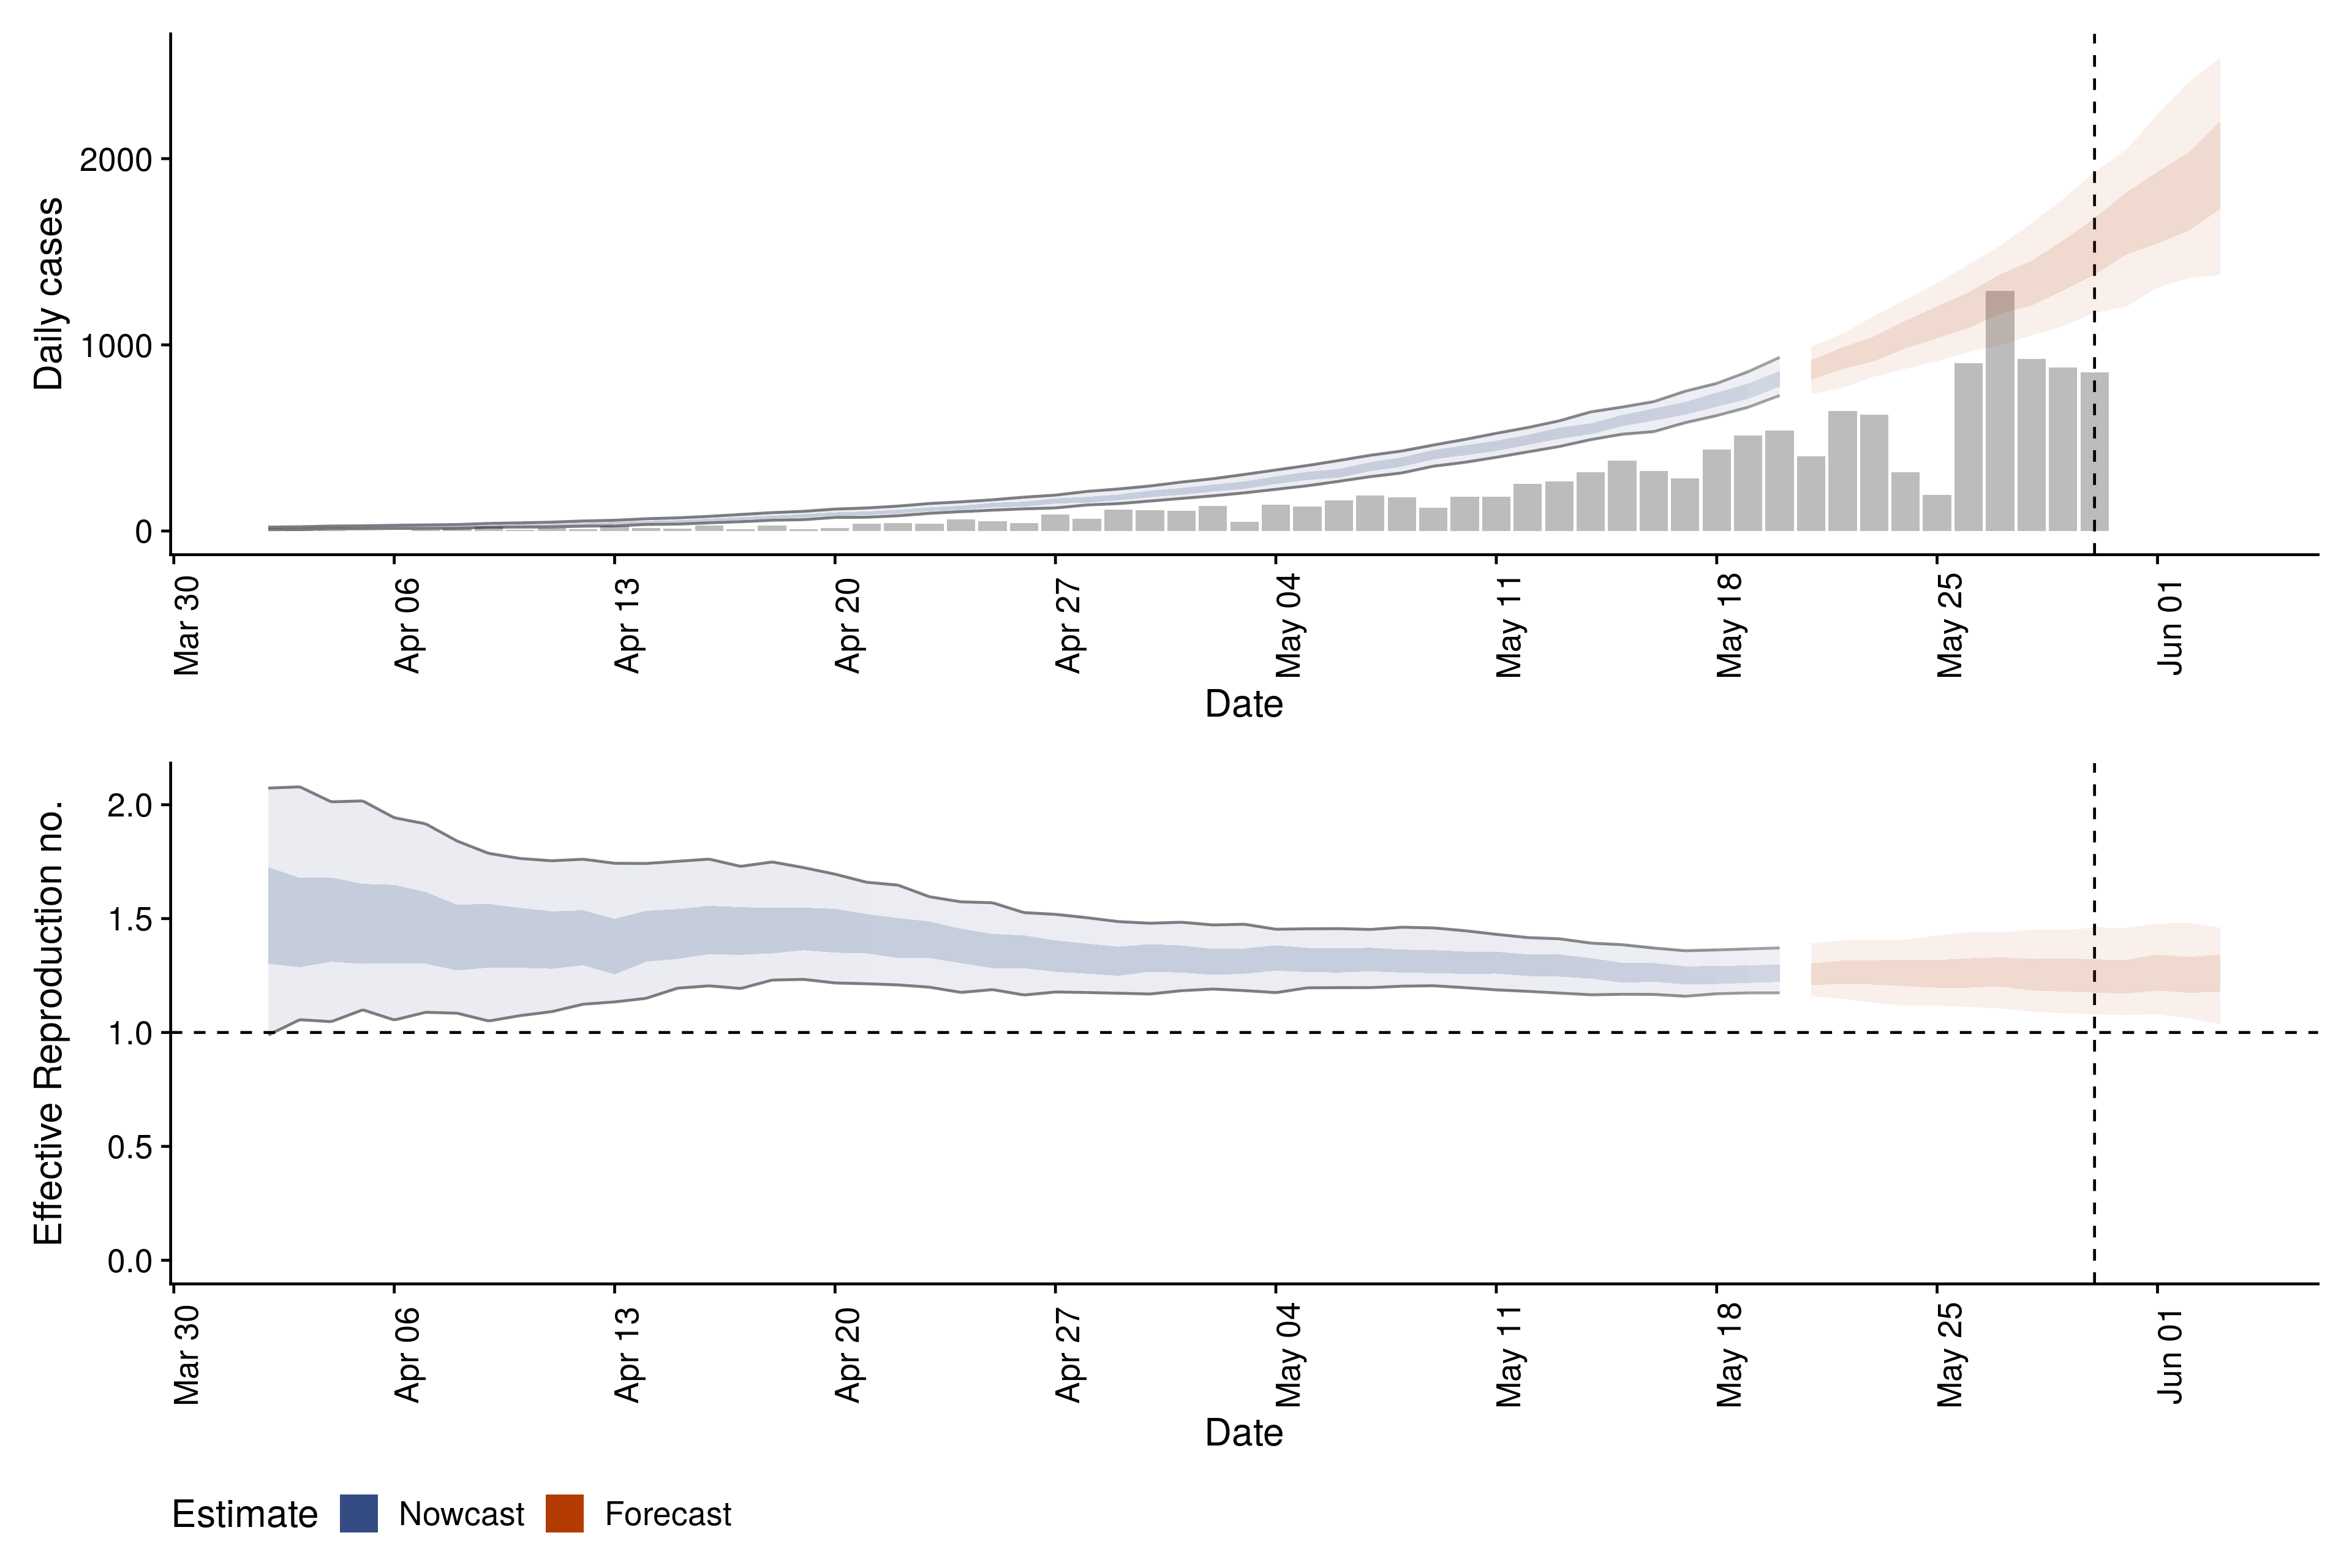 Daily cases
2000
1000
0
Mar 30
Apr 06
Apr 13
Apr 20
Apr 27
May 04
May 11
May 18
May 25
Jun 01
Date
Effective Reproduction no.
2.0
1.5
1.0
0.5
0.0
Mar 30
Apr 06
Apr 13
Apr 20
Apr 27
May 04
May 11
May 18
May 25
Jun 01
Date
Estimate Nowcast Forecast